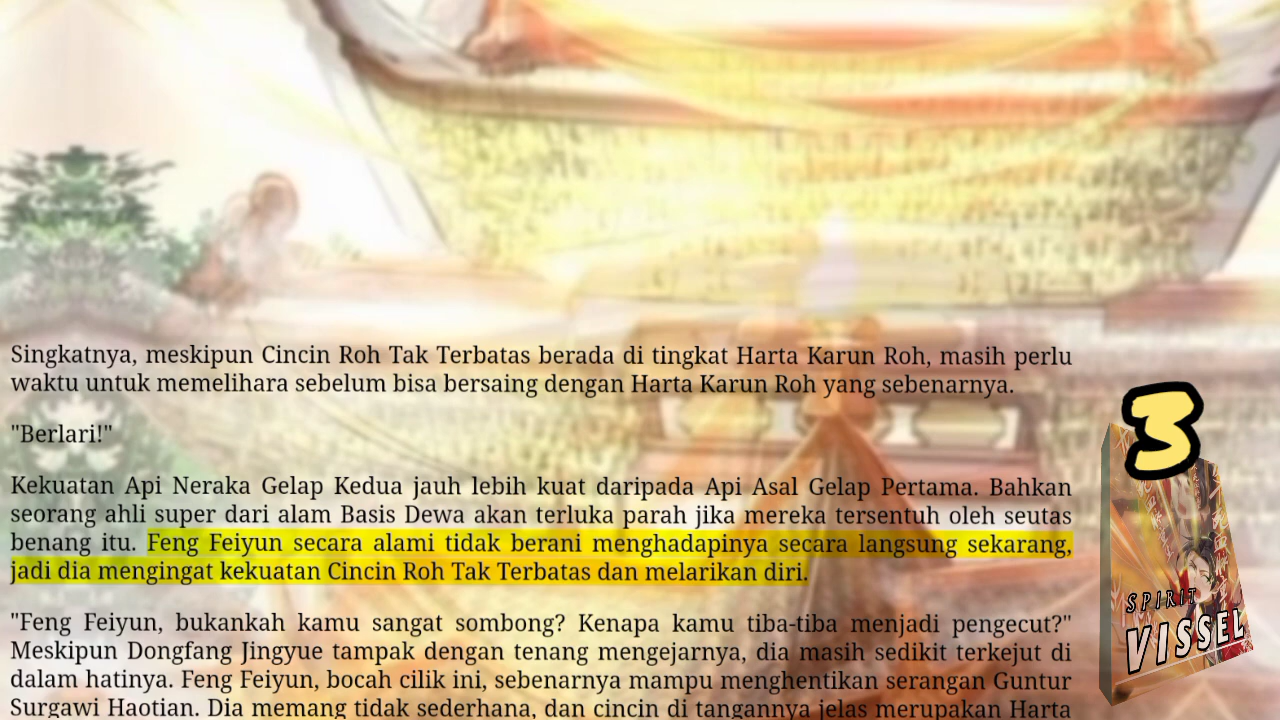 Singkatnya, meskipun Cincin Roh Tak Terbatas berada di tingkat Harta Karun Roh, masih perlu
waktu untuk memelihara sebelum bisa bersaing dengan Harta Karun Roh yang sebenarnya.
"Berlari!"
Kekuatan Api Neraka Gelap Kedua jauh lebih kuat daripada Api Asal Gelap Pertama. Bahkan
seorang ahli super dari alam Basis Dewa akan terluka parah jika mereka tersentuh oleh seutas
benang itu. Feng Feiyun secara alami tidak berani menghadapinya secara langsung sekarang,
jadi dia mengingat kekuatan Cincin Roh Tak Terbatas dan melarikan diri.
"Feng Feiyun, bukankah kamu sangat sombong? Kenapa kamu tiba-tiba menjadi pengecut?"
Meskipun Dongfang Jingyue tampak dengan tenang mengejarnya, dia masih sedikit terkejut di
dalam hatinya. Feng Feiyun, bocah cilik ini, sebenarnya mampu menghentikan serangan Guntur
Surgawi Haotian. Dia memang tidak sederhana, dan cincin di tangannya jelas merupakan Harta
3
SPIRIT
VISSEL